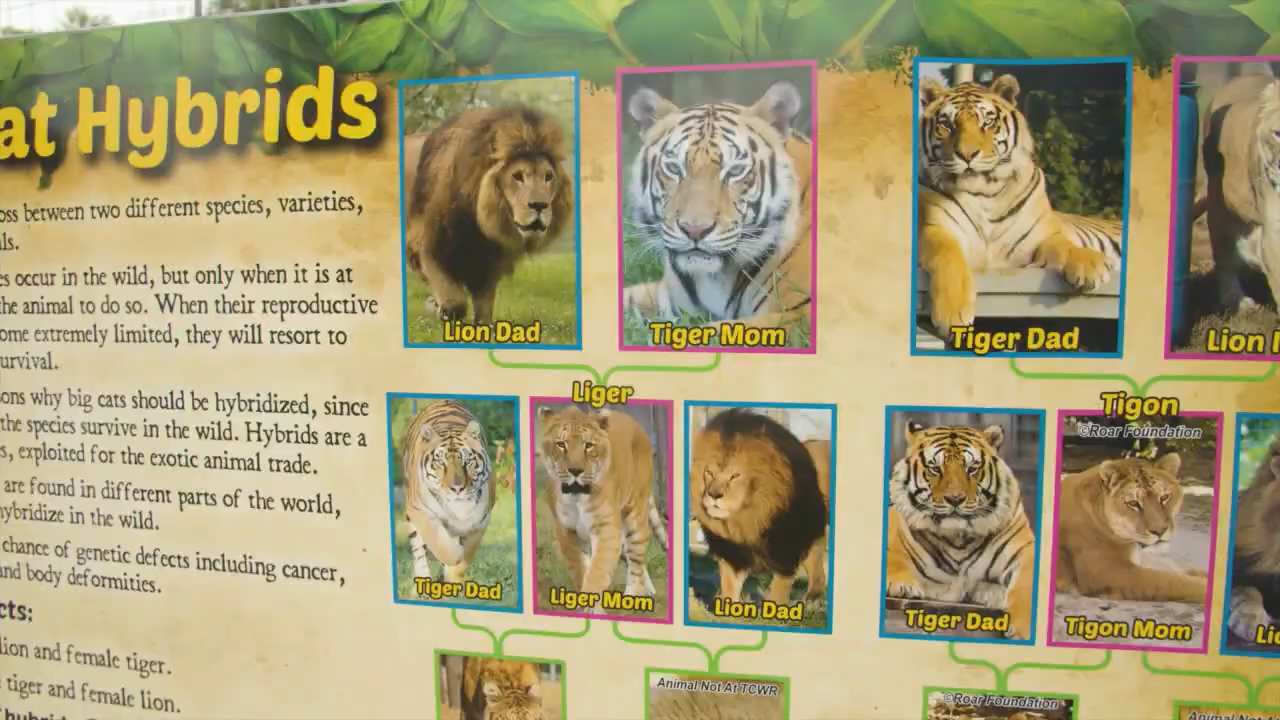 at Hybrids
oss between two different species, varieties,
ls.
es occur in the wild, but only when it is at
the animal to do so. When their reproductive
ome extremely limited, they will resort to
urvival.
ons why big cats should be hybridized, since
the species survive in the wild. Hybrids are a
s, exploited for the exotic animal trade.
are found in different parts of the world,
hybridize in the wild.
chance of genetic defects including cancer,
and body deformities.
cts:
lion and female tiger.
tiger and female lion.
Lion Dad
Tiger Mom
Liger
Tiger Dad
Liger Mom
Lion Dad
Animal Not At TCWR
Tiger Dad
Lion
Tigon
©Roar Foundation
Tiger Dad
Tigon Mom
©Roar Foundation
Animal Not